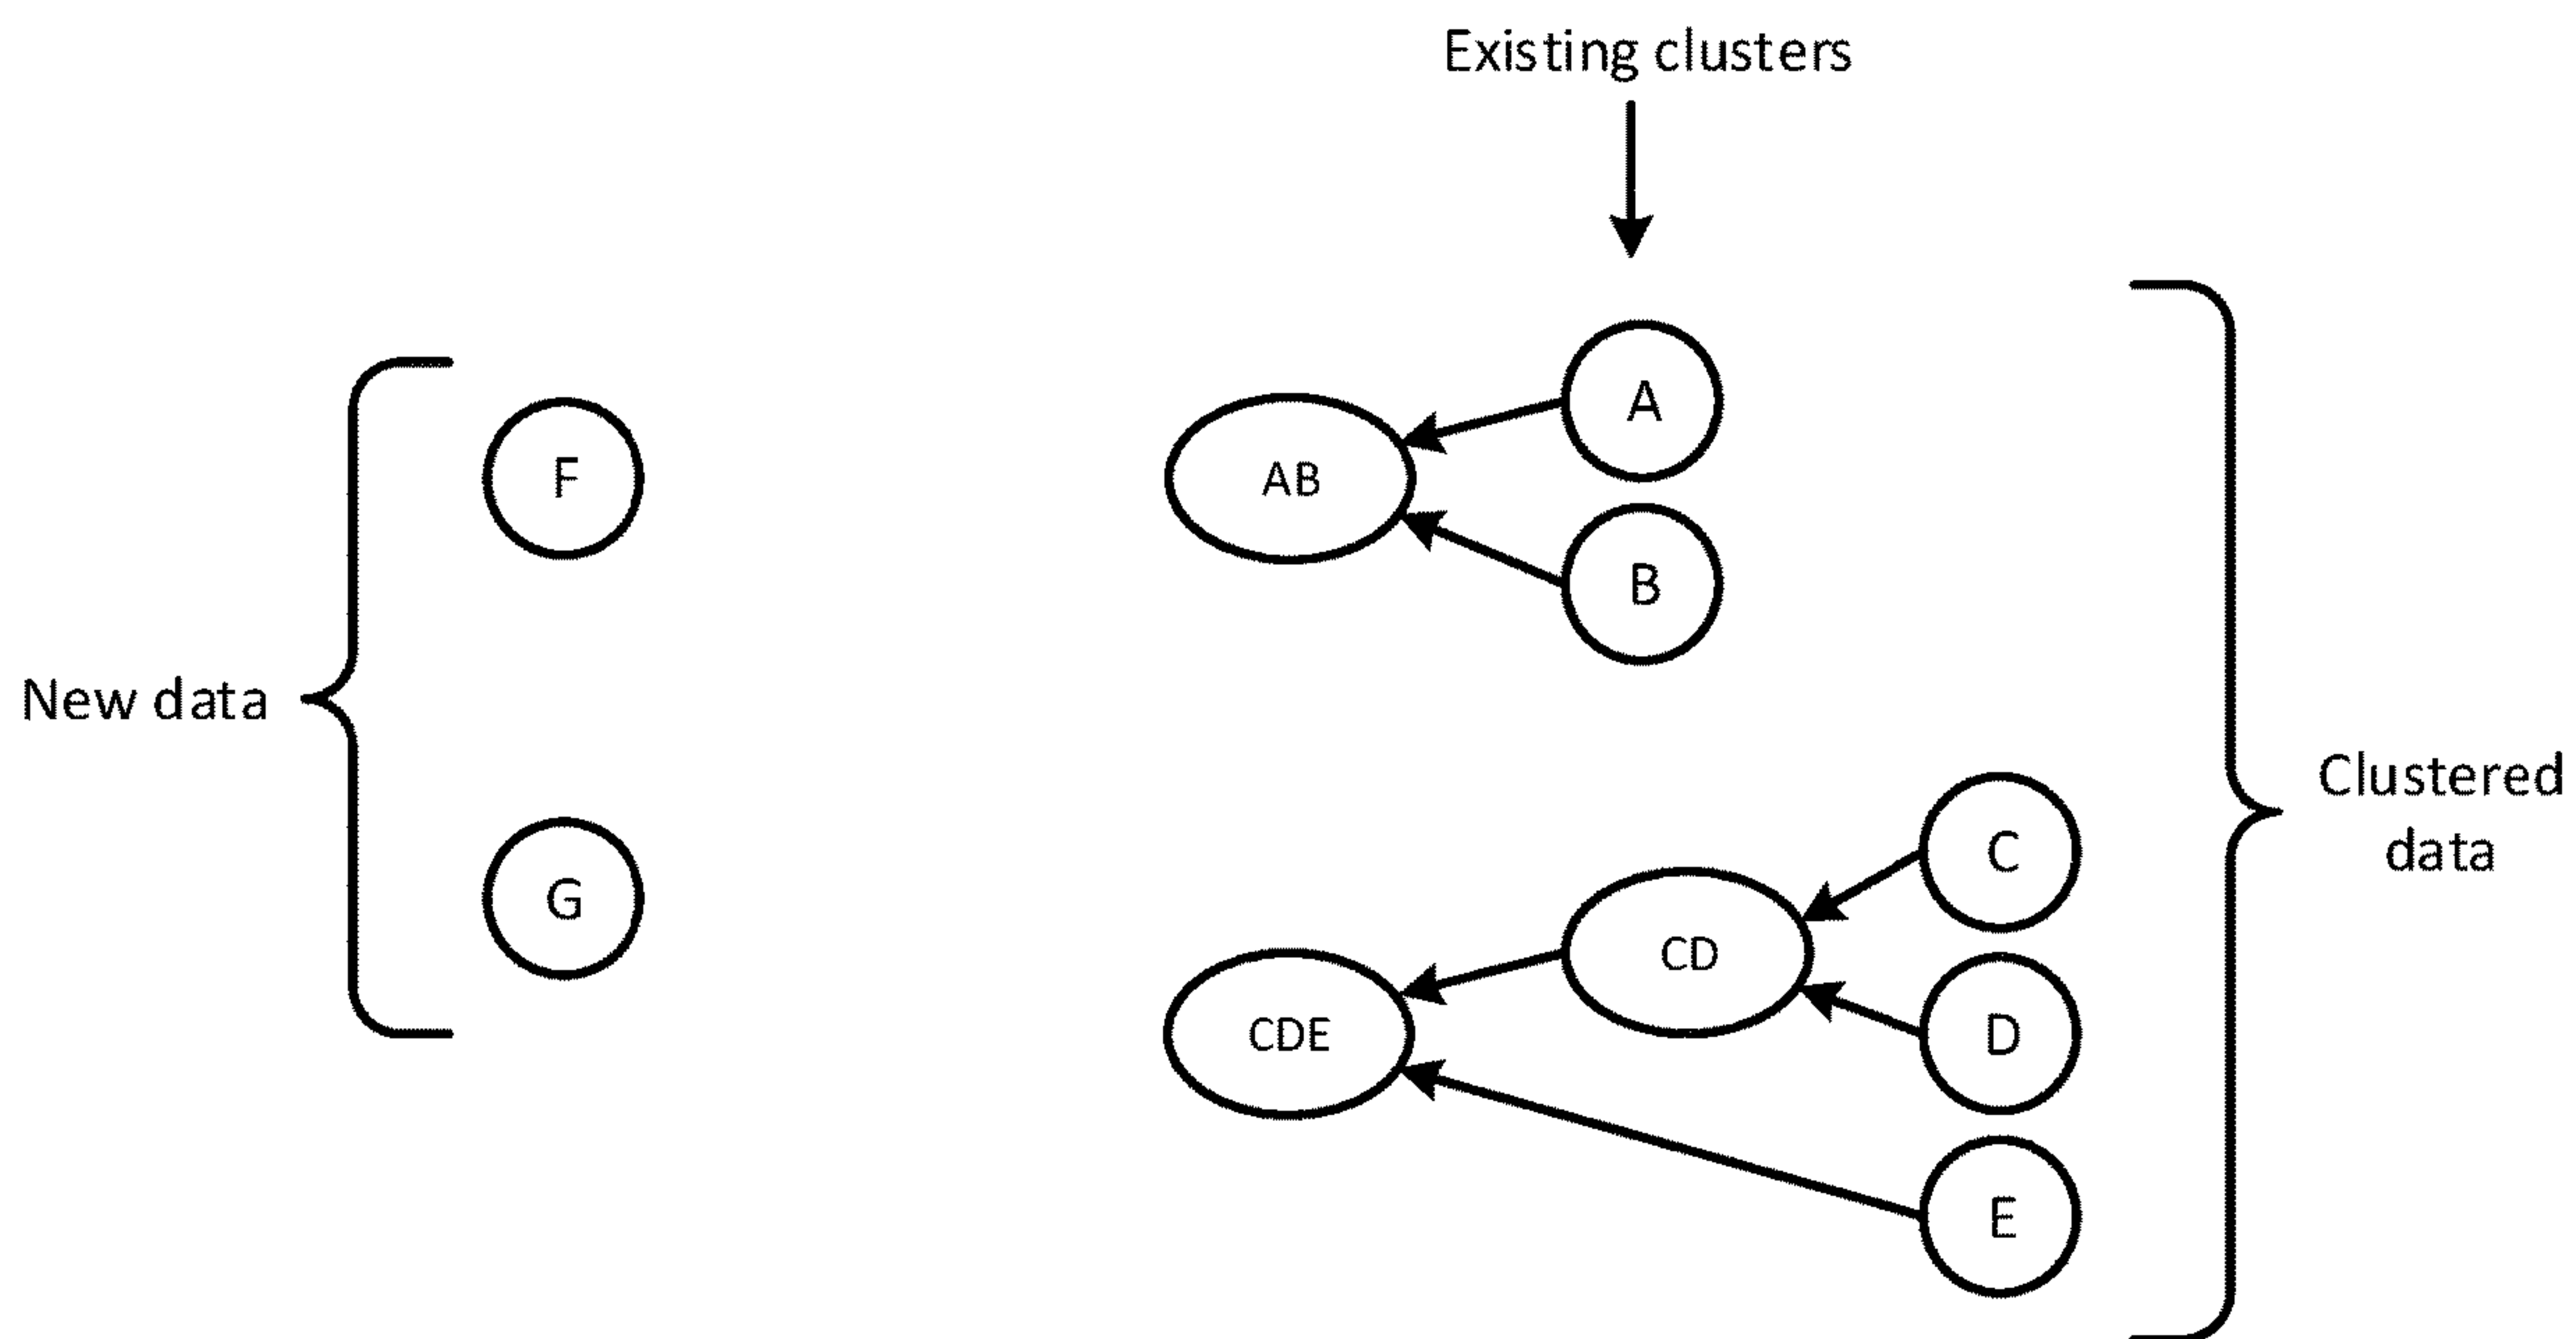 Existing clusters
A
F
AB
B
New data
Clustered
data
C
G
CD
CDE
D
E